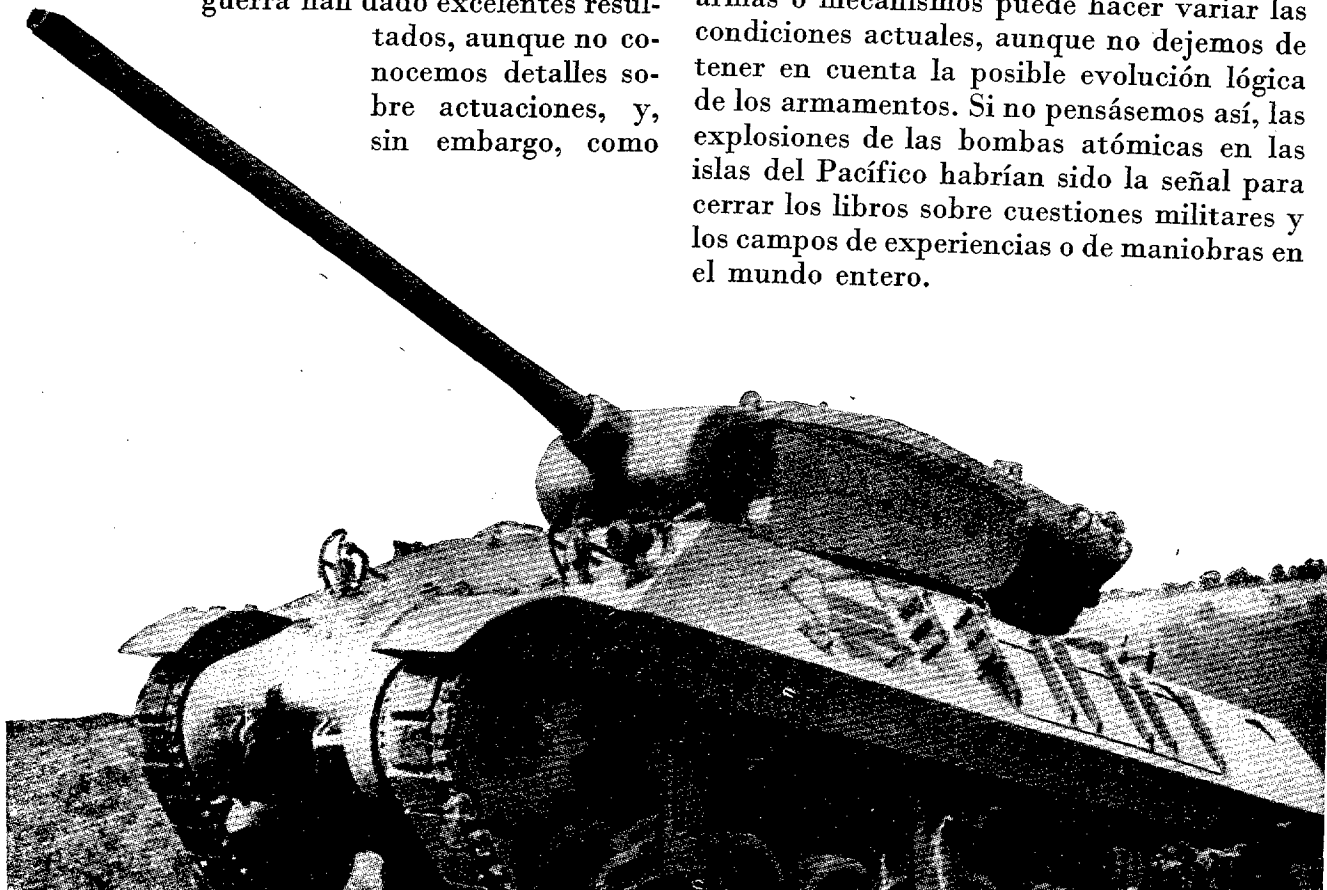 guerra han dado excelentes resul-
tados, aunque no co-
nocemos detalles so-
bre actuaciones, y,
sin embargo, como
armas o mecanismos puede hacer variar las
condiciones actuales, aunque no dejemos de
tener en cuenta la posible evolución lógica
de los armamentos. Si no pensásemos así, las
explosiones de las bombas atómicas en las
islas del Pacífico habrían sido la señal para
cerrar los libros sobre cuestiones militares y
los campos de experiencias o de maniobras en
el mundo entero.